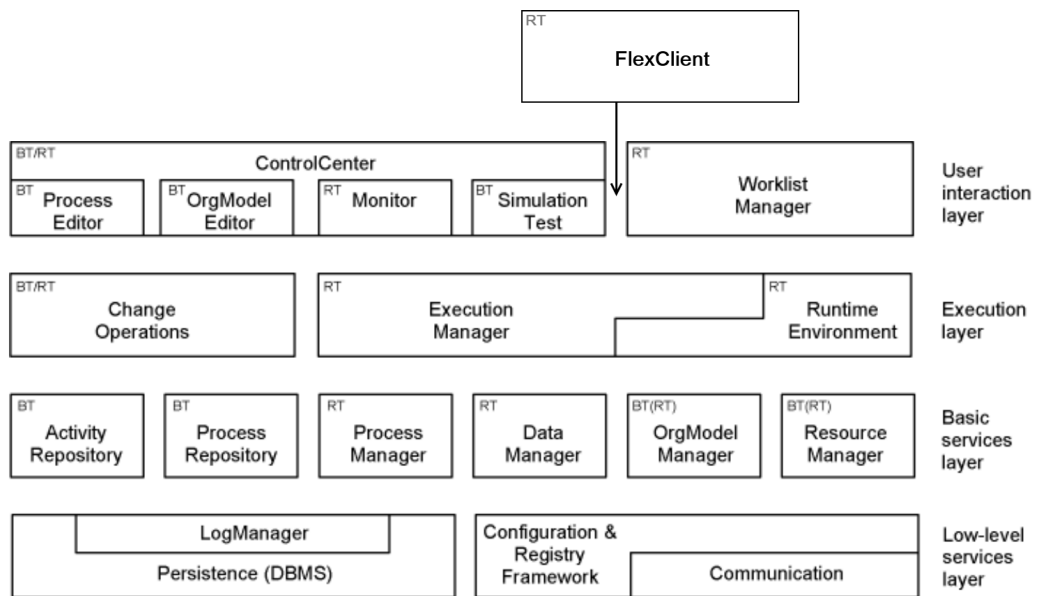 RT
FlexClient
BT/RT
ControlCenter
BT
Process
Editor
BT
OrgModel
Editor
RT
Monitor
BT
Simulation
Test
RT
Worklist
Manager
User
interaction
layer
BT/RT
Change
Operations
RT
Execution
Manager
RT
Runtime
Environment
Execution
layer
BT
Activity
Repository
BT
Process
Repository
RT
Process
Manager
RT
Data
Manager
BT(RT)
OrgModel
Manager
BT(RT)
Resource
Manager
Basic
services
layer
LogManager
Persistence (DBMS)
Configuration &
Registry
Framework
Communication
Low-level
services
layer